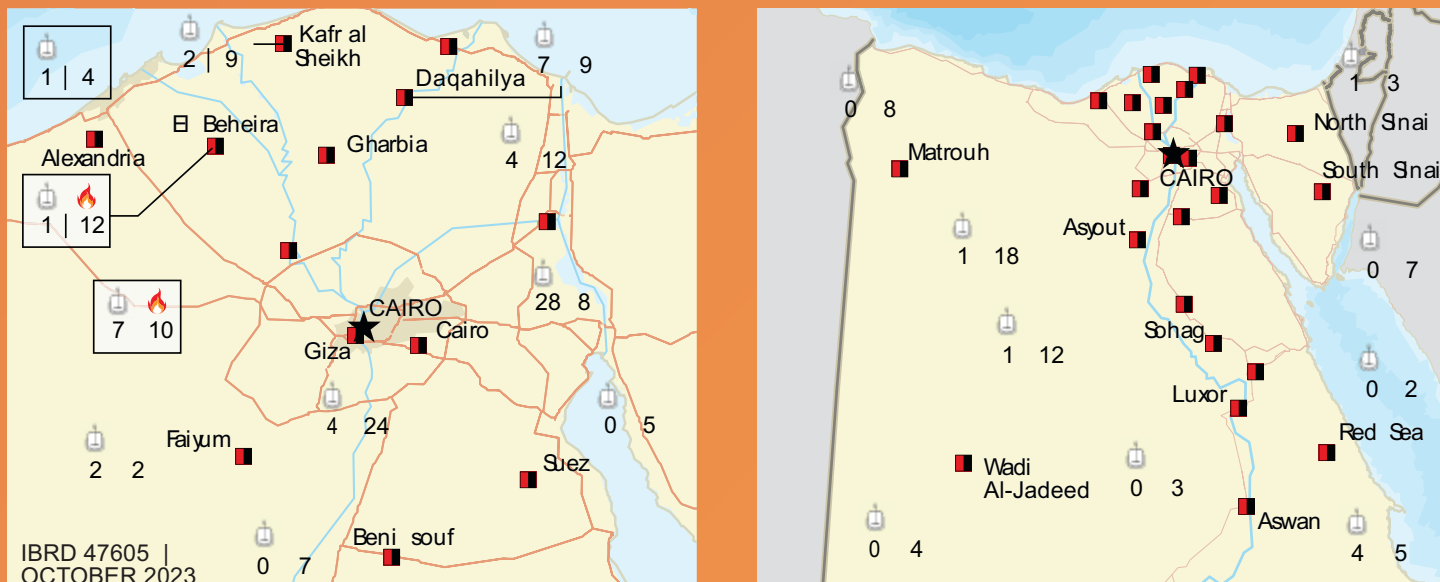 Kafr al
Sheikh
1 | 4
2 | 9
7 9
Daqahilya
El Beheira
Gharbia
4 12
Alexandria
1 | 12
28 8
7 10
CAIRO
Cairo
Giza
4 24
0 5
Faiyum
2 2
Suez
Beni souf
0 7
IBRD 47605 |
OCTOBER 2023
1 3
0 8
North Sinai
Matrouh
South Sinai
CAIRO
Asyout
1 18
0 7
1 12
Sohag
0 2
Luxor
Red Sea
Wadi
Al-Jadeed
0 3
Aswan
0 4
4 5